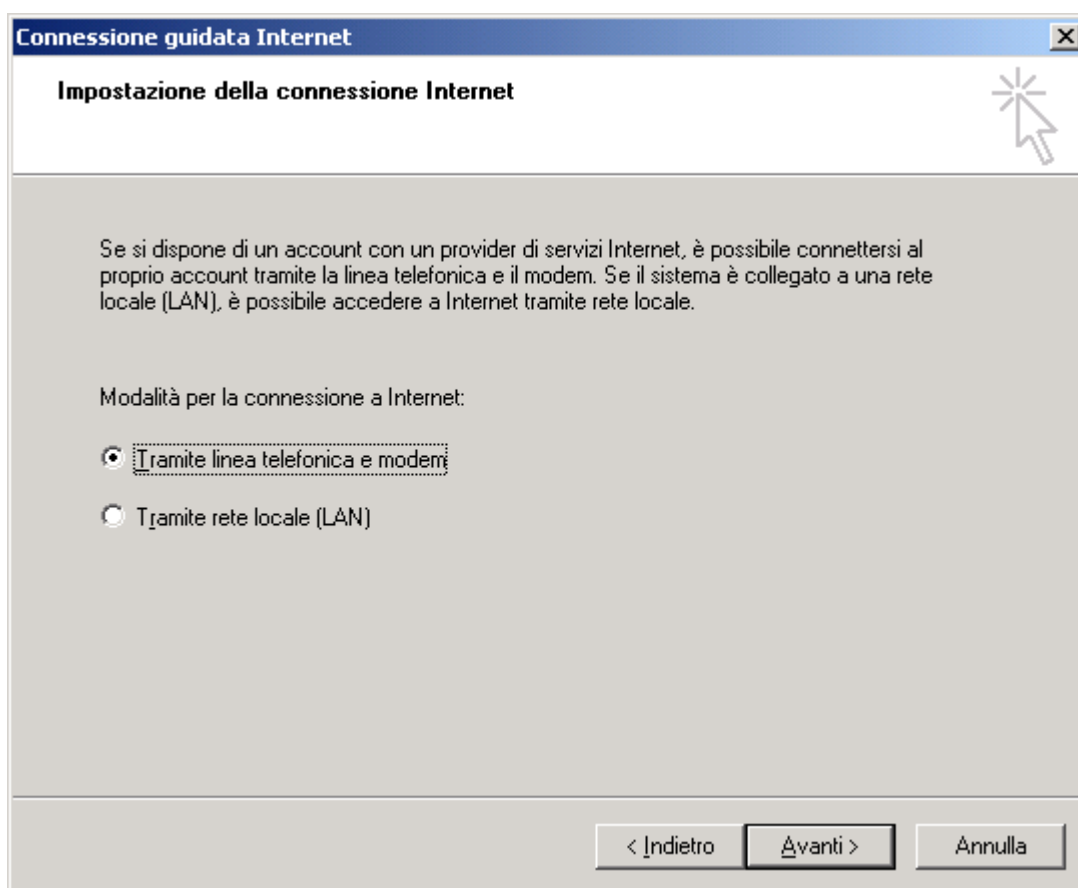 Connessione guidata Internet
Impostazione della connessione Internet
Se si dispone di un account con un provider di servizi Internet, è possibile connettersi al
proprio account tramite la linea telefonica e il modem. Se il sistema è collegato a una rete
locale (LAN), è possibile accedere a Internet tramite rete locale.
Modalità per la connessione a Internet:
Tramite linea telefonica e modem
Tramite rete locale (LAN)
< Indietro Avanti > Annulla